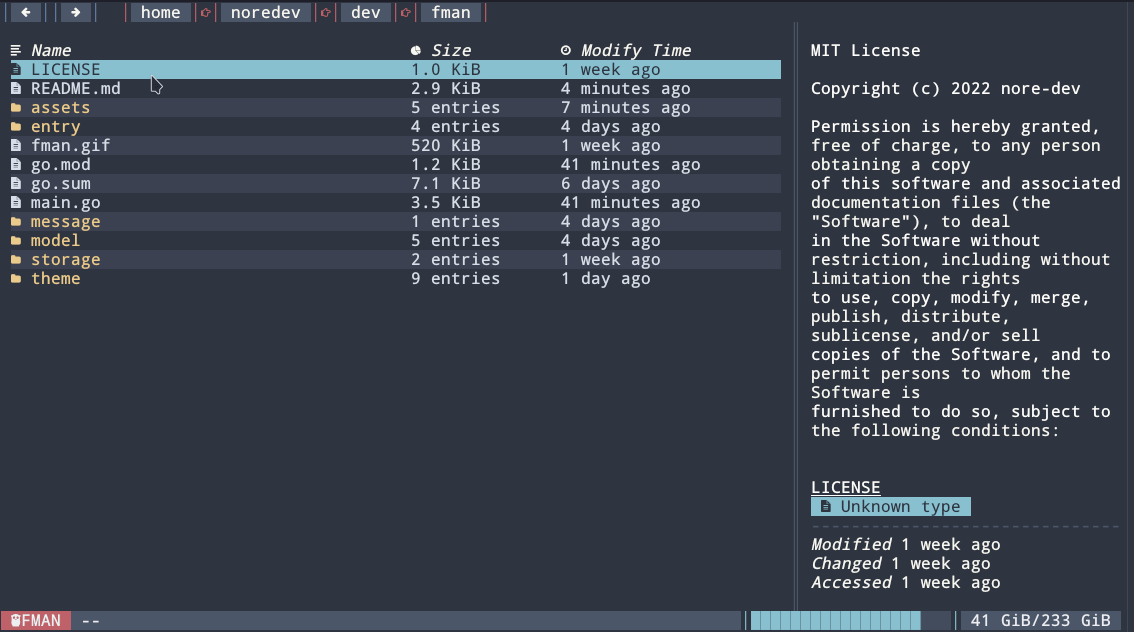 home noredev dev fman
Name Size Modify Time
LICENSE 1.0 KiB 1 week ago
README.md 2.9 KiB 4 minutes ago
assets 5 entries 7 minutes ago
entry 4 entries 4 days ago
fman.gif 520 KiB 1 week ago
go.mod 1.2 KiB 41 minutes ago
go.sum 7.1 KiB 6 days ago
main.go 3.5 KiB 41 minutes ago
message 1 entries 4 days ago
model 5 entries 4 days ago
storage 2 entries 1 week ago
theme 9 entries 1 day ago
MIT License
Copyright (c) 2022 nore-dev
Permission is hereby granted,
free of charge, to any person
obtaining a copy
of this software and associated
documentation files (the
"Software"), to deal
in the Software without
restriction, including without
limitation the rights
to use, copy, modify, merge,
publish, distribute,
sublicense, and/or sell
copies of the Software, and to
permit persons to whom the
Software is
furnished to do so, subject to
the following conditions:
LICENSE
Unknown type
Modified 1 week ago
Changed 1 week ago
Accessed 1 week ago
FMAN -- 41 GiB/233 GiB